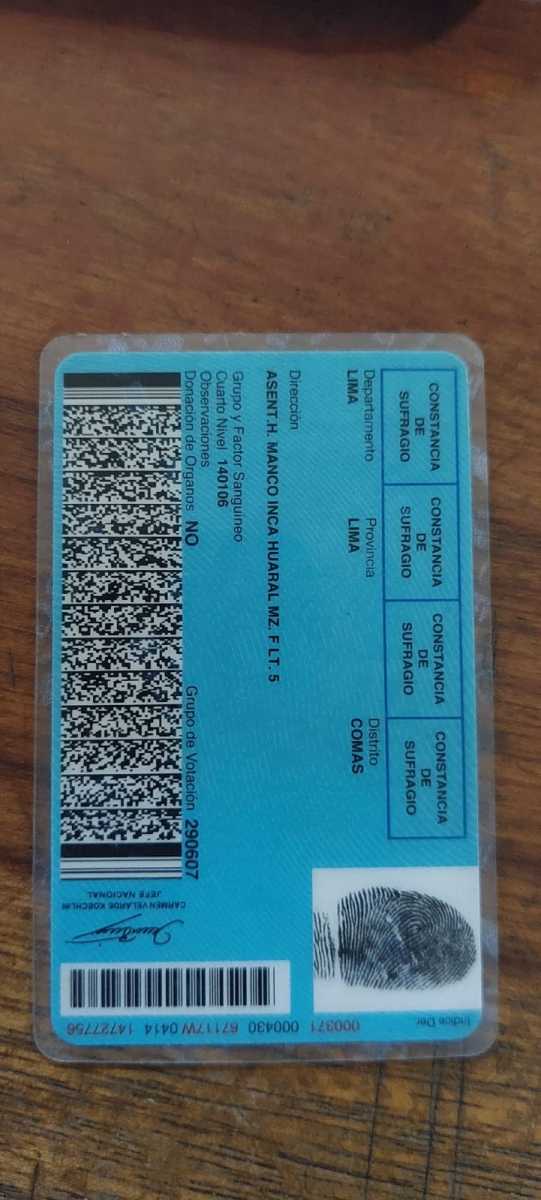 CONSTANCIA DE SUFRAGIO
CONSTANCIA DE SUFRAGIO
CONSTANCIA DE SUFRAGIO
CONSTANCIA DE SUFRAGIO
Departamento Provincia Distrito
LIMA LIMA COMAS
Dirección
ASENT.H. MANCO INCA HUARAL MZ. F LT. 5
Grupo y Factor Sanguíneo
Cuarto Nivel 140106
Observaciones
Donación de Organos NO Grupo de Votación 290607
Indice Der.
CARMEN VELARDE KOECHLIN
JEFE NACIONAL
000371 000430 67117W 0414 14727756